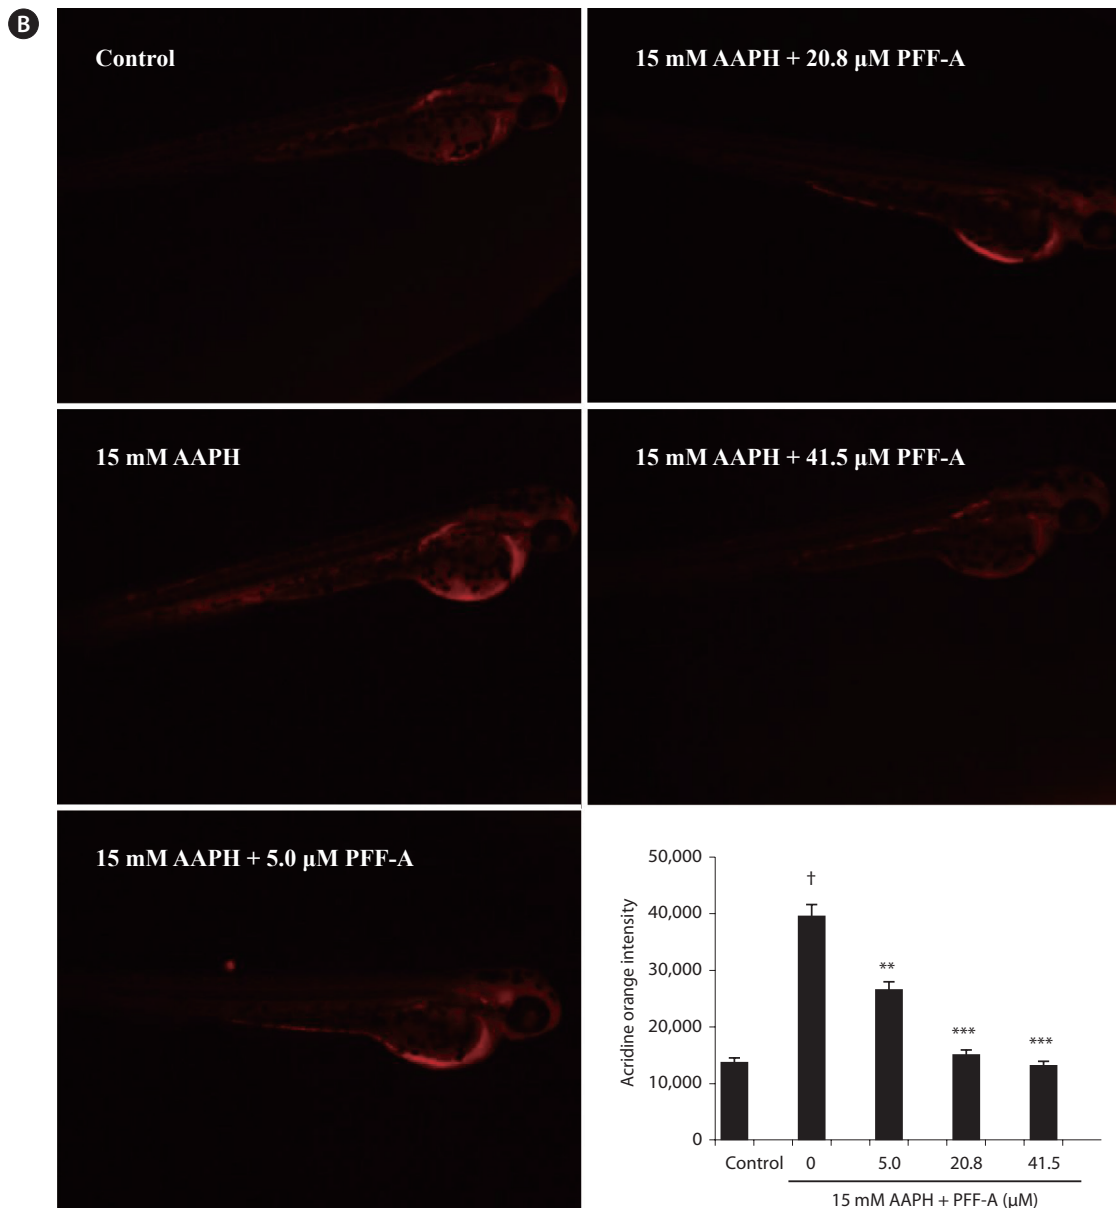 B
Control
15 mM AAPH + 20.8 µM PFF-A
15 mM AAPH
15 mM AAPH + 41.5 µM PFF-A
15 mM AAPH + 5.0 µM PFF-A
50,000
40,000
30,000
20,000
10,000
0
Acridine orange intensity
†
**
***
***
Control 0 5.0 20.8 41.5
15 mM AAPH + PFF-A (µM)